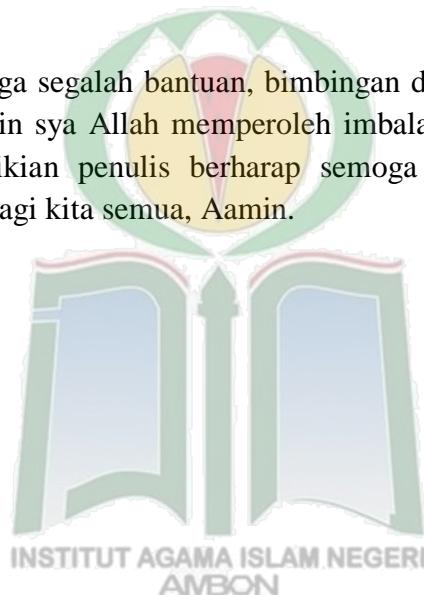 ga segalah bantuan, bimbingan d
in sya Allah memperoleh imbala
ikian penulis berharap semoga
agi kita semua, Aamin.
INSTITUT AGAMA ISLAM NEGERI
AMBON